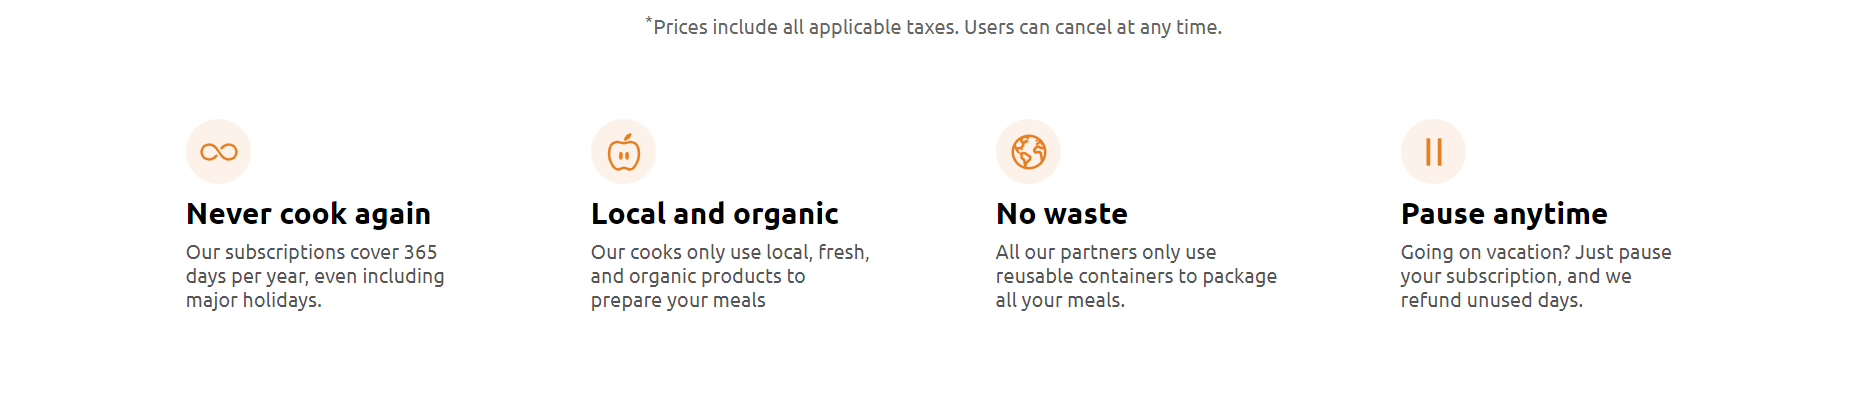 *Prices include all applicable taxes. Users can cancel at any time.
Never cook again
Our subscriptions cover 365
days per year, even including
major holidays.
Local and organic
Our cooks only use local, fresh,
and organic products to
prepare your meals
No waste
All our partners only use
reusable containers to package
all your meals.
Pause anytime
Going on vacation? Just pause
your subscription, and we
refund unused days.